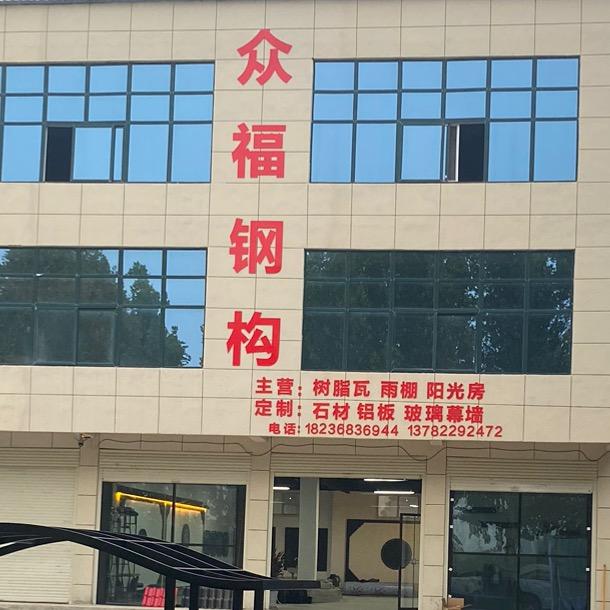 众福钢构
主营: 树脂瓦 雨棚 阳光房
定制: 石材 铝板 玻璃幕墙
电话: 18236836944 13782292472